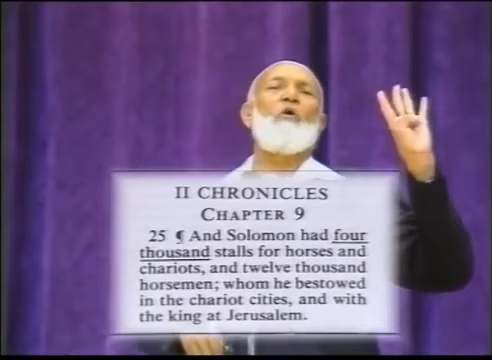 II CHRONICLES
CHAPTER 9
25 ¶ And Solomon had four
thousand stalls for horses and
chariots, and twelve thousand
horsemen; whom he bestowed
in the chariot cities, and with
the king at Jerusalem.